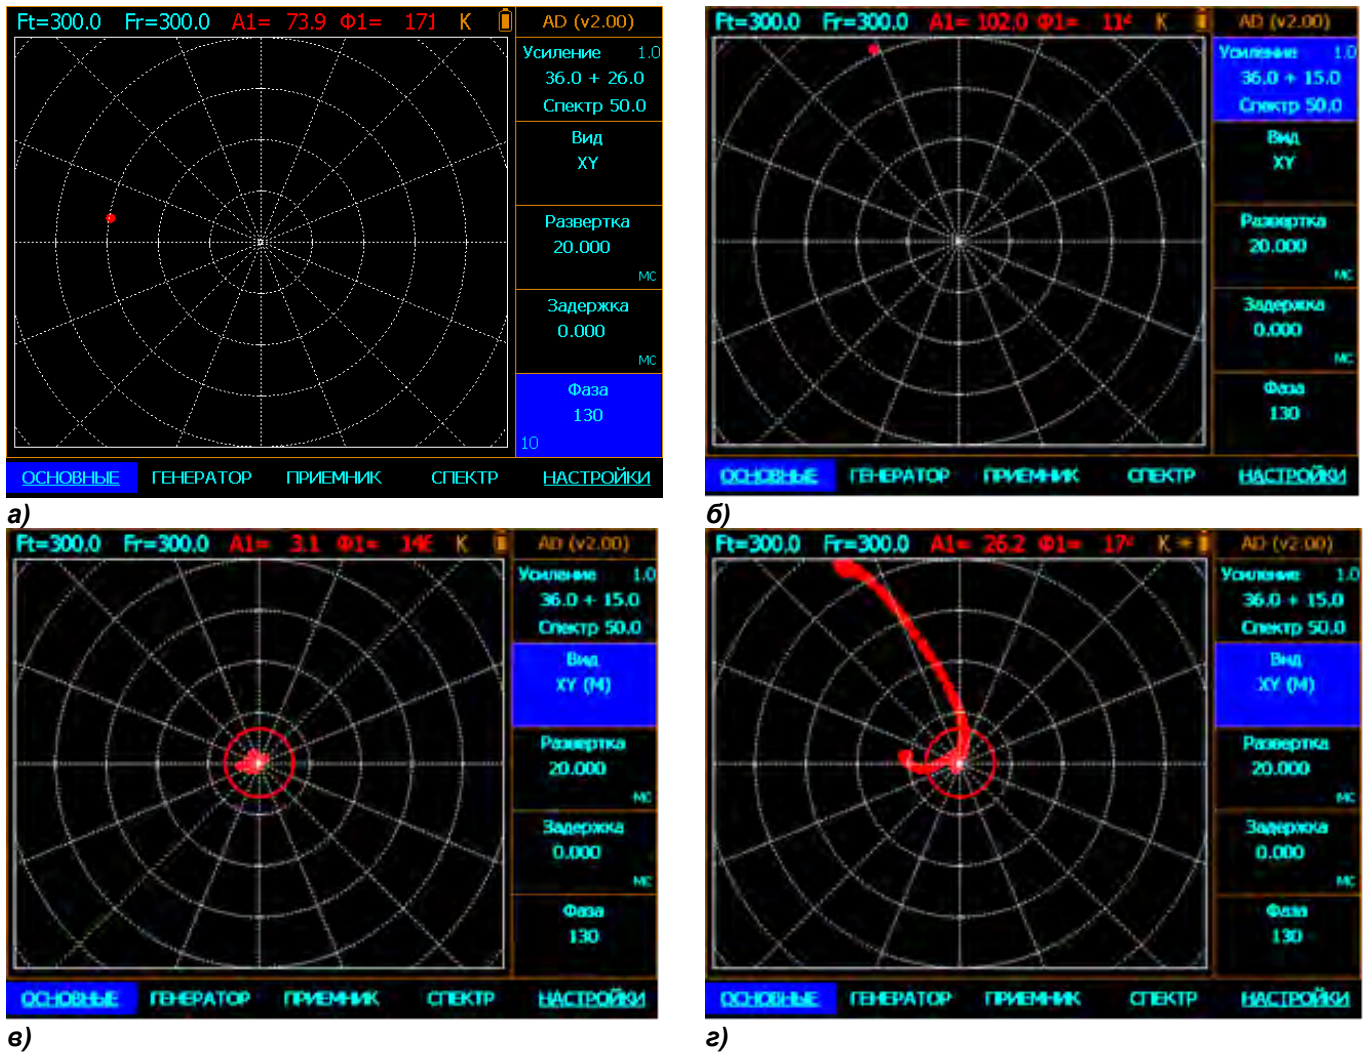 Ft=300.0 Fr=300.0 A1= 73.9 Ф1= 171 К AD (v2.00)
Усиление 1.0
36.0 + 26.0
Спектр 50.0
Вид
XY
Развертка
20.000
мс
Задержка
0.000
мс
Фаза
130
10
ОСНОВНЫЕ ГЕНЕРАТОР ПРИЕМНИК СПЕКТР НАСТРОЙКИ
а)
Ft=300.0 Fr=300.0 A1= 102.0 Ф1= 11 К AD (v2.00)
Усиление 1.0
36.0 + 15.0
Спектр 50.0
Вид
XY
Развертка
20.000
мс
Задержка
0.000
мс
Фаза
130
ОСНОВНЫЕ ГЕНЕРАТОР ПРИЕМНИК СПЕКТР НАСТРОЙКИ
б)
Ft=300.0 Fr=300.0 A1= 3.1 Ф1= 14 К AD (v2.00)
Усиление 1.0
36.0 + 15.0
Спектр 50.0
Вид
XY (М)
Развертка
20.000
мс
Задержка
0.000
мс
Фаза
130
ОСНОВНЫЕ ГЕНЕРАТОР ПРИЕМНИК СПЕКТР НАСТРОЙКИ
в)
Ft=300.0 Fr=300.0 A1= 26.2 Ф1= 17 К AD (v2.00)
Усиление 1.0
36.0 + 15.0
Спектр 50.0
Вид
XY (М)
Развертка
20.000
мс
Задержка
0.000
мс
Фаза
130
ОСНОВНЫЕ ГЕНЕРАТОР ПРИЕМНИК СПЕКТР НАСТРОЙКИ
г)